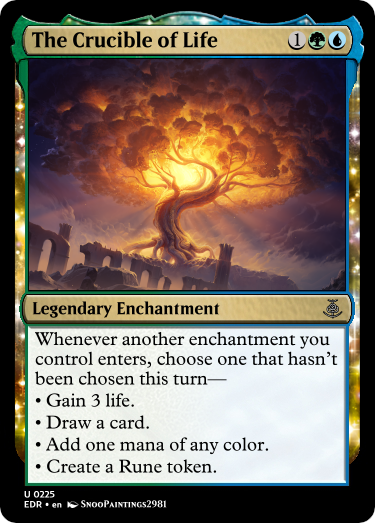 The Crucible of Life 1
Legendary Enchantment
Whenever another enchantment you
control enters, choose one that hasn't
been chosen this turn—
• Gain 3 life.
• Draw a card.
• Add one mana of any color.
• Create a Rune token.
U 0225
EDR • en SnooPaintings2981